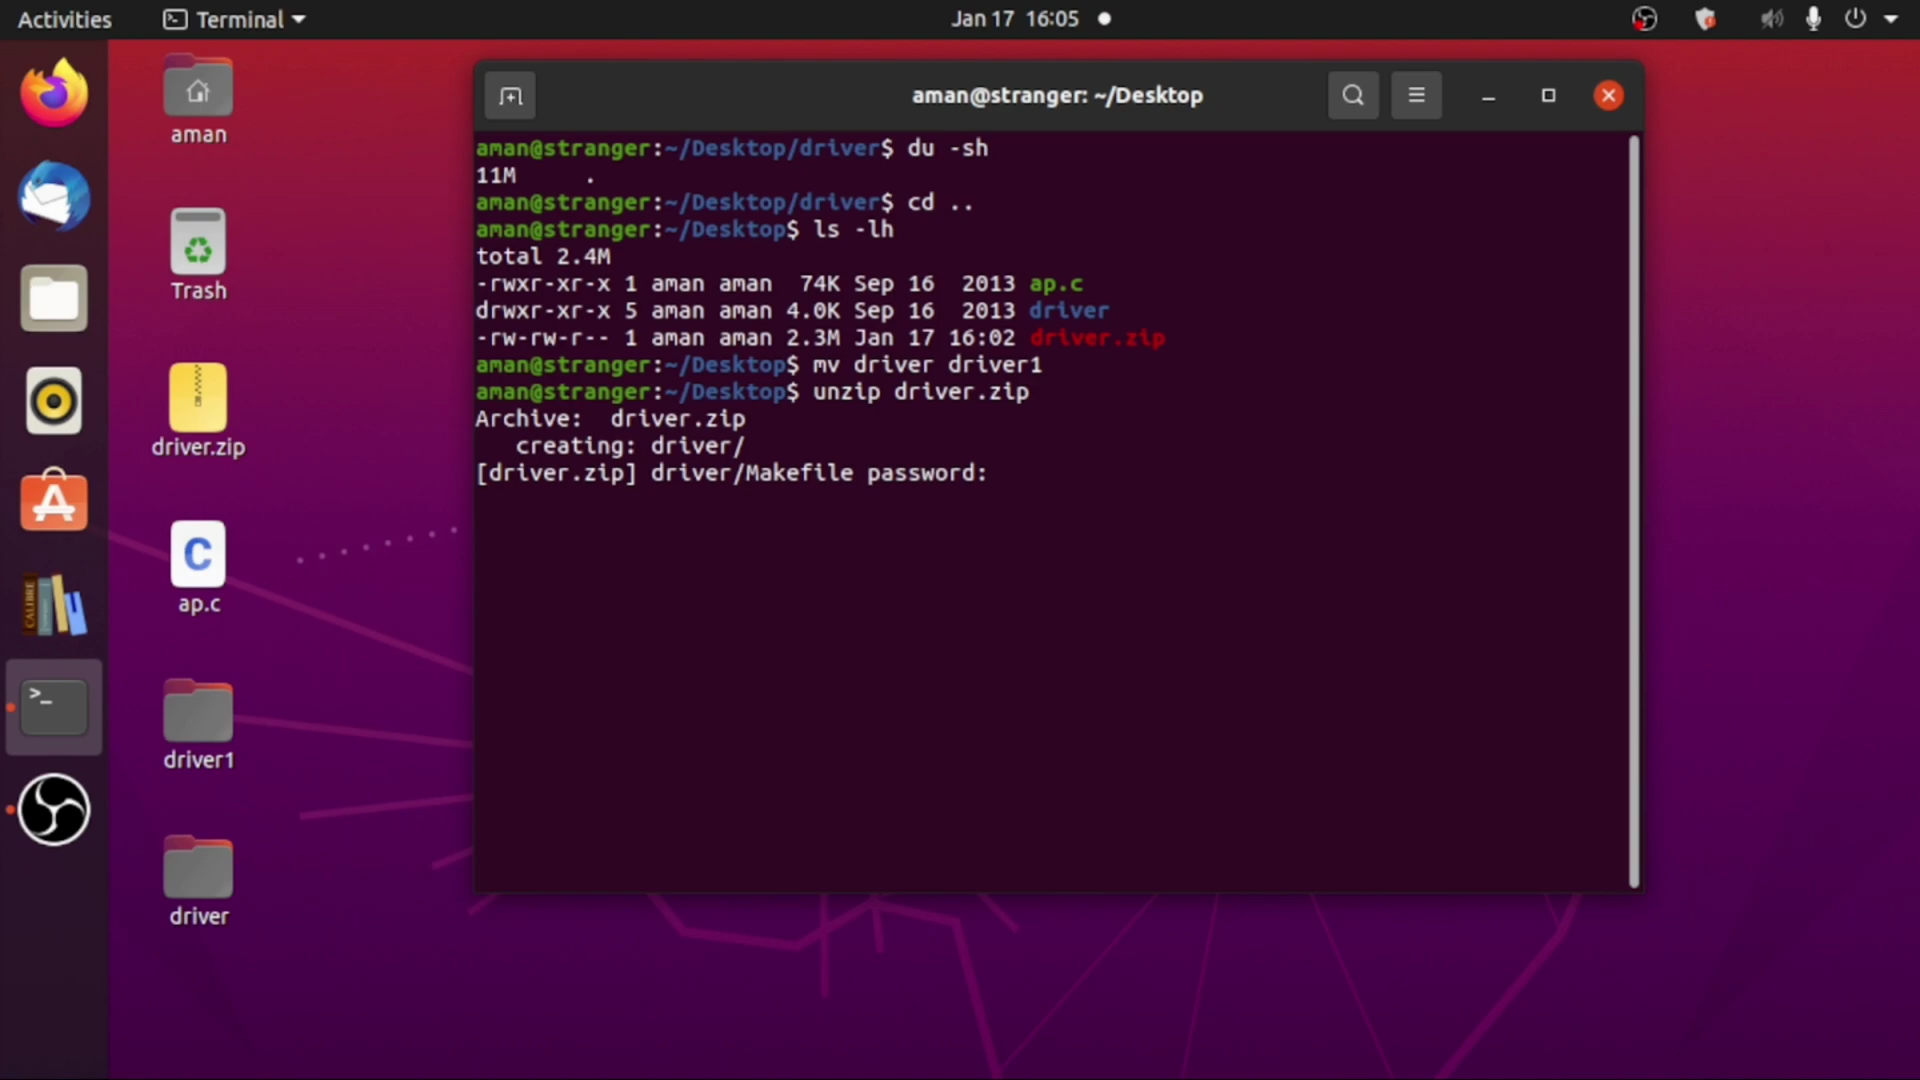 Activities
Terminal
Jan 17 16:05
aman
Trash
driver.zip
C
ap.c
driver1
driver
CALIBRE
>_
aman@stranger: ~/Desktop
aman@stranger:~/Desktop/driver$ du -sh
11M     .
aman@stranger:~/Desktop/driver$ cd ..
aman@stranger:~/Desktop$ ls -lh
total 2.4M
-rwxr-xr-x 1 aman aman  74K Sep 16  2013 ap.c
drwxr-xr-x 5 aman aman 4.0K Sep 16  2013 driver
-rw-rw-r-- 1 aman aman 2.3M Jan 17 16:02 driver.zip
aman@stranger:~/Desktop$ mv driver driver1
aman@stranger:~/Desktop$ unzip driver.zip
Archive:  driver.zip
   creating: driver/
[driver.zip] driver/Makefile password: